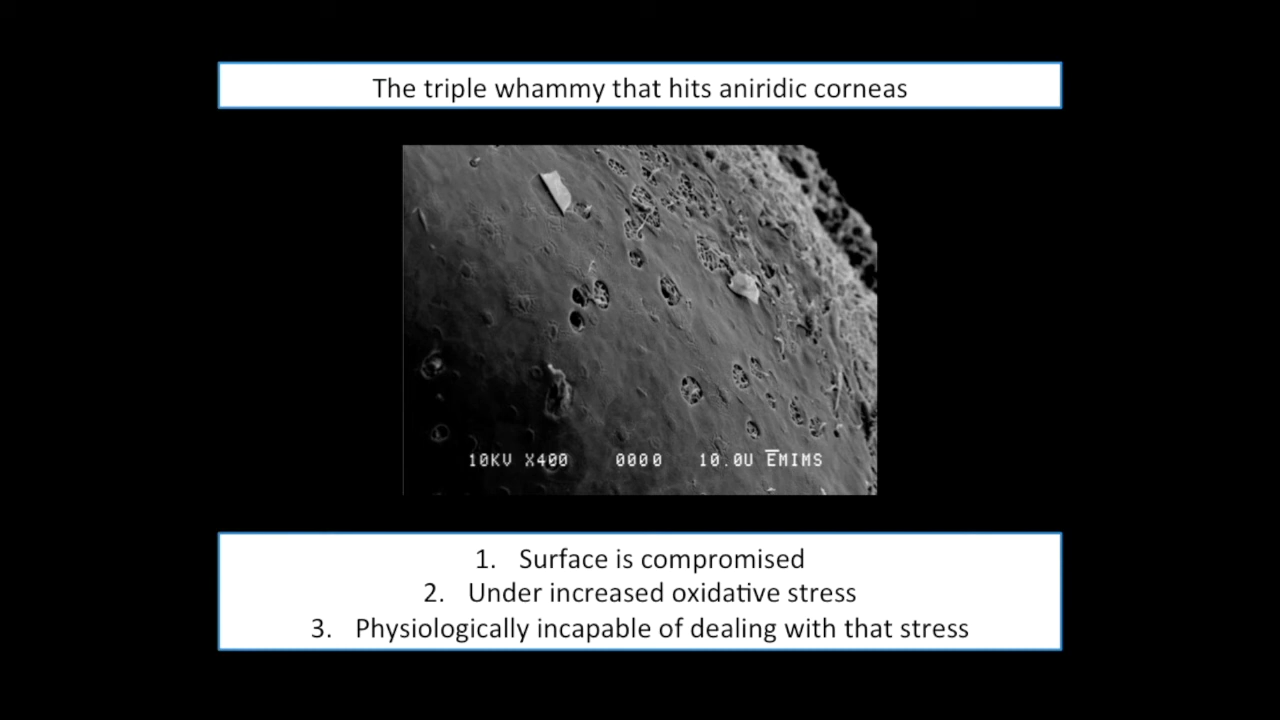 The triple whammy that hits aniridic corneas
10KV X400 0000 10.0U EMIMS
1. Surface is compromised
2. Under increased oxidative stress
3. Physiologically incapable of dealing with that stress